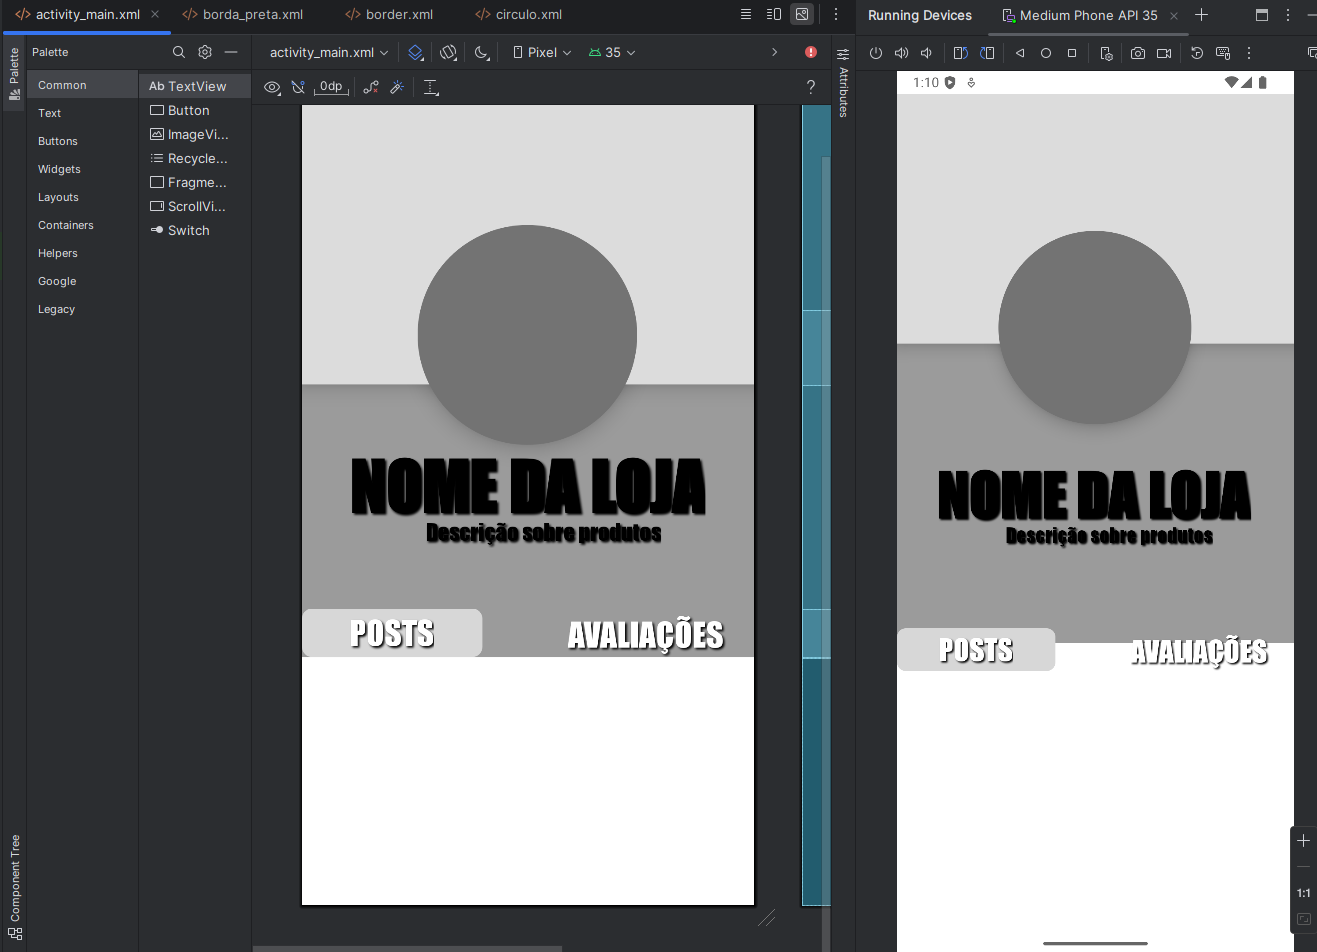 activity_main.xml
borda_preta.xml
border.xml
circulo.xml
Running Devices
Medium Phone API 35
Palette
Palette
activity_main.xml
Pixel
35
Attributes
0dp
?
Common
Text
Buttons
Widgets
Layouts
Containers
Helpers
Google
Legacy
Ab TextView
Button
ImageVi...
Recycle...
Fragme...
ScrollVi...
Switch
NOME DA LOJA
Descrição sobre produtos
POSTS
AVALIAÇÕES
1:10
NOME DA LOJA
Descrição sobre produtos
POSTS
AVALIAÇÕES
Component Tree
1:1